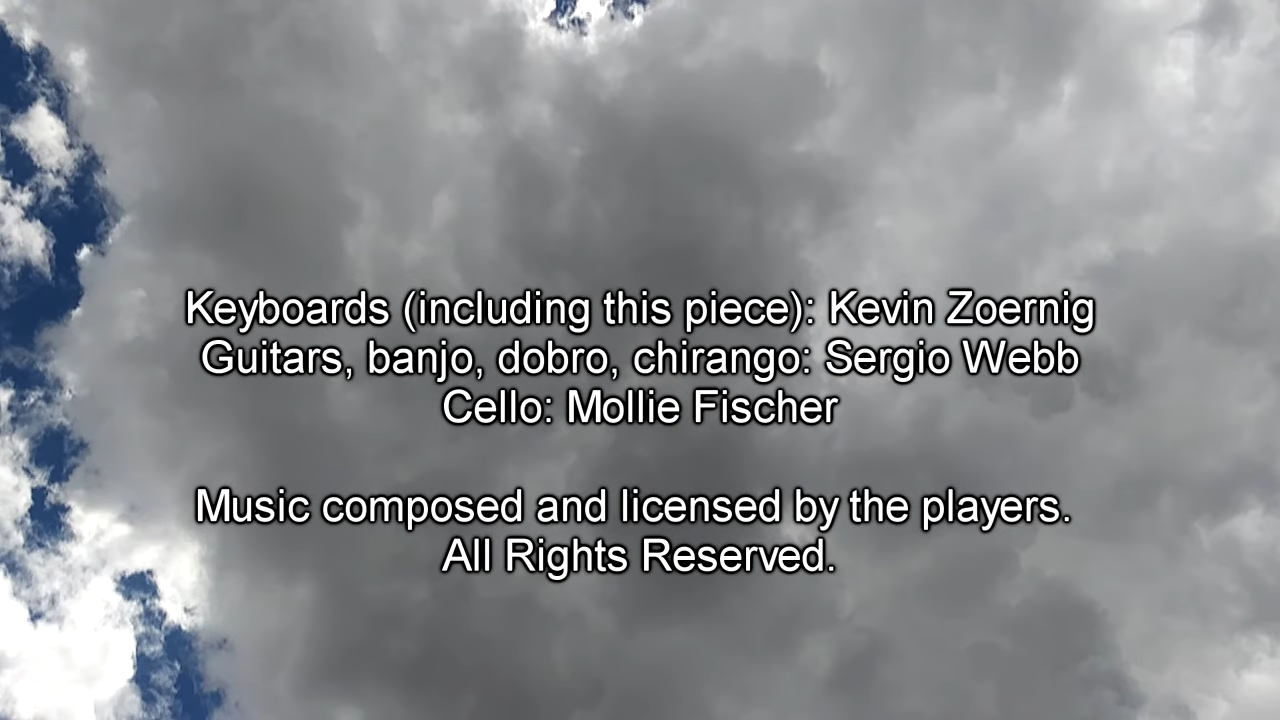 Keyboards (including this piece): Kevin Zoernig
Guitars, banjo, dobro, chirango: Sergio Webb
Cello: Mollie Fischer
Music composed and licensed by the players.
All Rights Reserved.